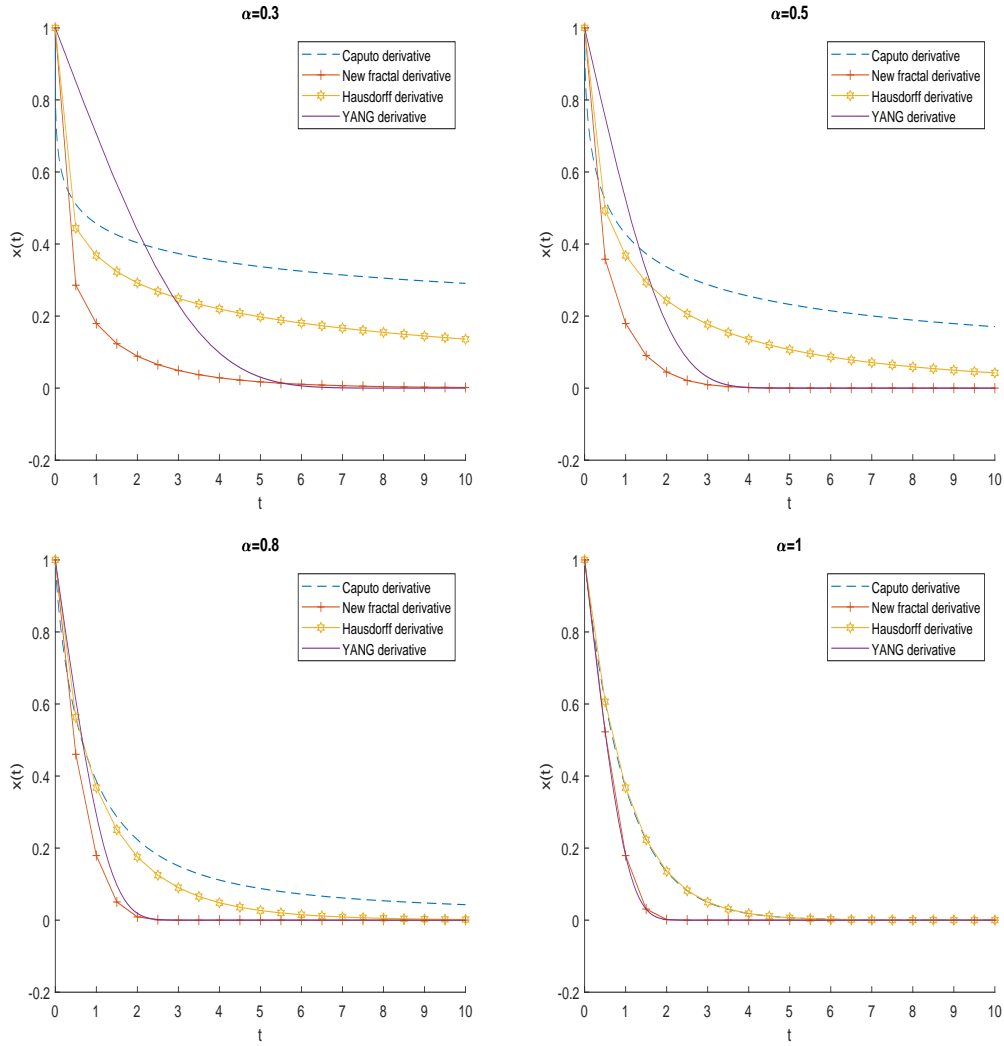 α=0.3
1
0.8
0.6
0.4
0.2
0
-0.2
x(t)
0 1 2 3 4 5 6 7 8 9 10
t
Caputo derivative
New fractal derivative
Hausdorff derivative
YANG derivative
α=0.5
1
0.8
0.6
0.4
0.2
0
-0.2
x(t)
0 1 2 3 4 5 6 7 8 9 10
t
Caputo derivative
New fractal derivative
Hausdorff derivative
YANG derivative
α=0.8
1
0.8
0.6
0.4
0.2
0
-0.2
x(t)
0 1 2 3 4 5 6 7 8 9 10
t
Caputo derivative
New fractal derivative
Hausdorff derivative
YANG derivative
α=1
1
0.8
0.6
0.4
0.2
0
-0.2
x(t)
0 1 2 3 4 5 6 7 8 9 10
t
Caputo derivative
New fractal derivative
Hausdorff derivative
YANG derivative